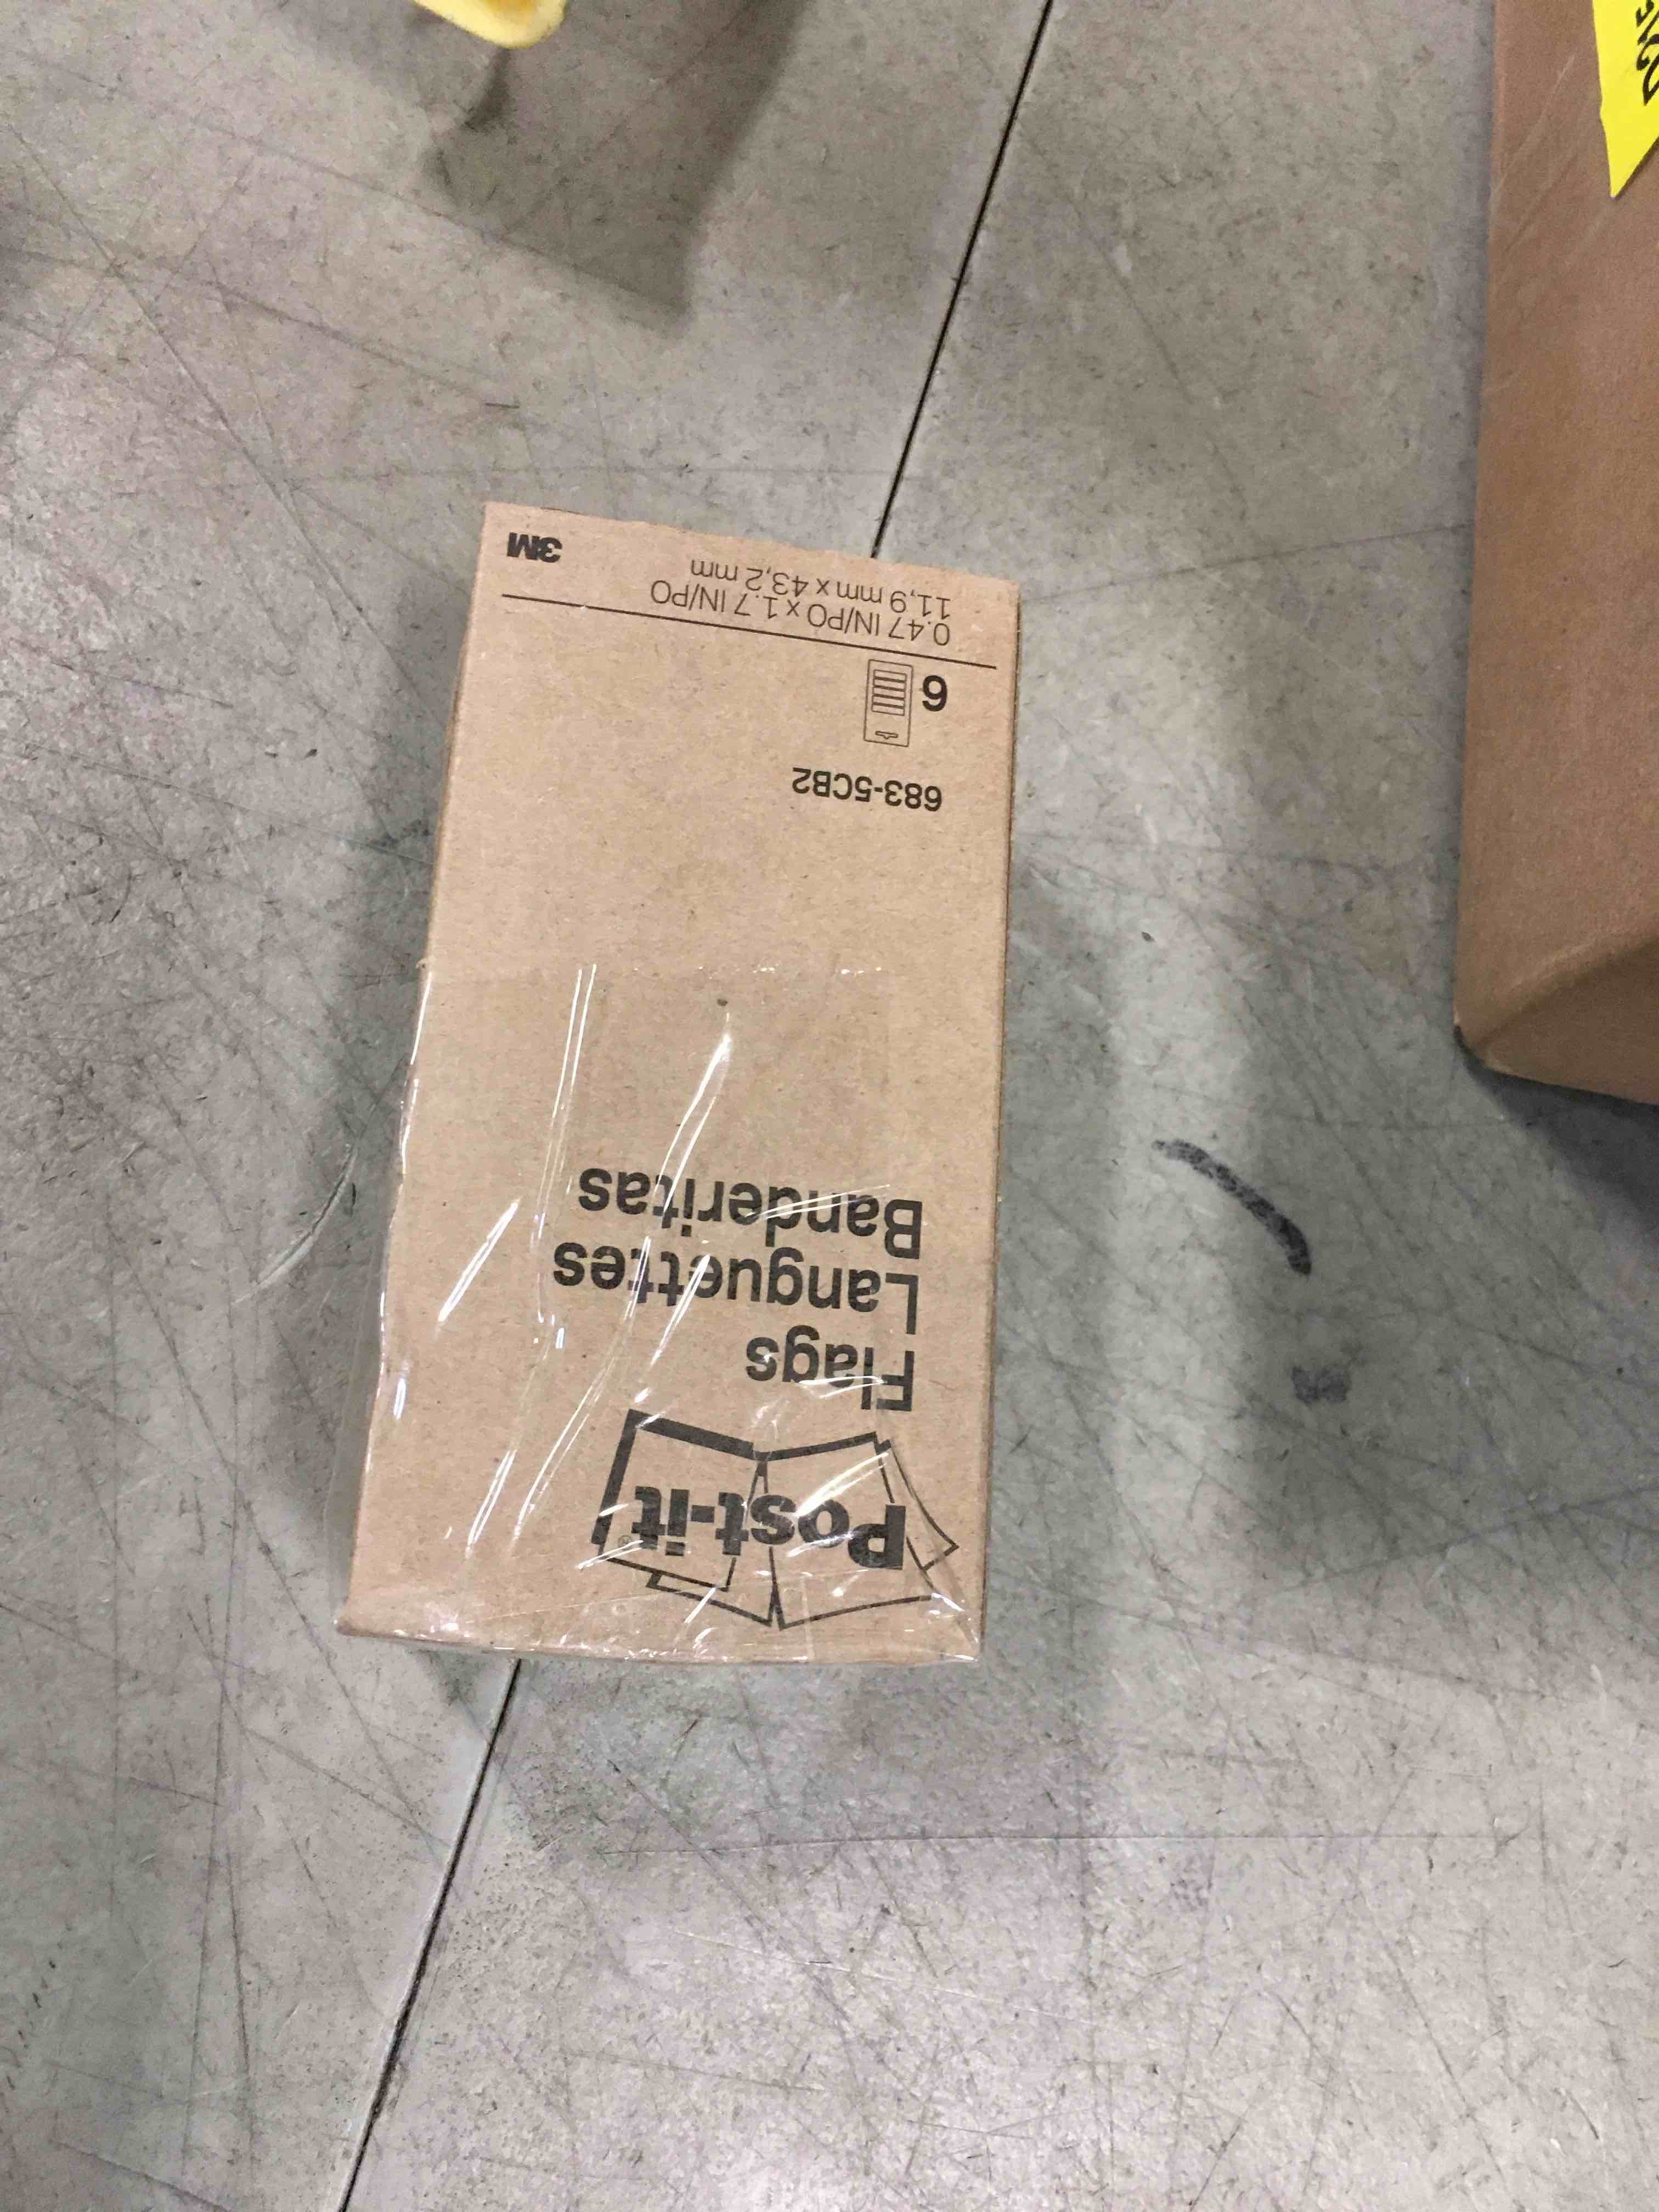 Post-it
Flags
Languettes
Banderitas
683-5CB2
6
0.47 IN/PO x 1.7 IN/PO
11,9 mm x 43,2 mm
3M